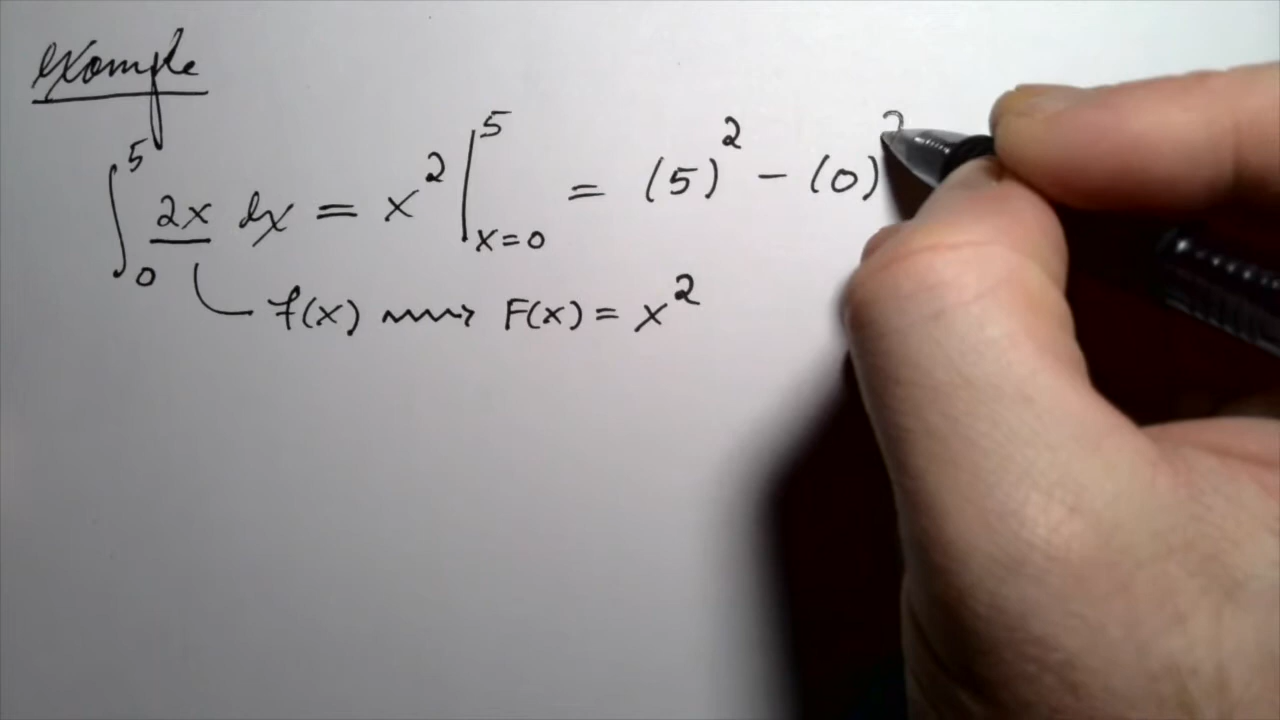 example
∫₀⁵ 2x dx = x² |ₓ₌₀⁵ = (5)² − (0)²
f(x) ⟿ F(x) = x²